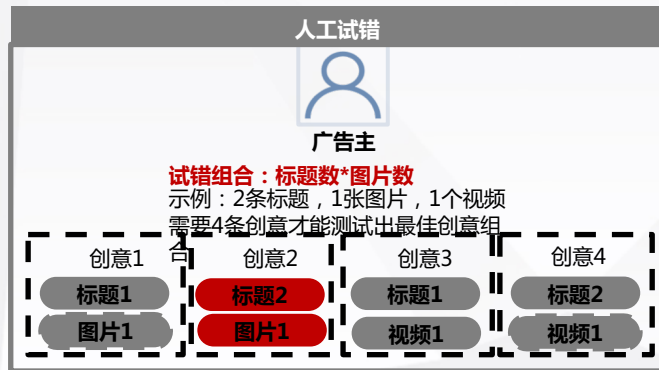 人工试错
广告主
试错组合：标题数*图片数
示例：2条标题，1张图片，1个视频
需要4条创意才能测试出最佳创意组
合
创意1
创意2
创意3
创意4
标题1
标题2
标题1
标题2
图片1
图片1
视频1
视频1